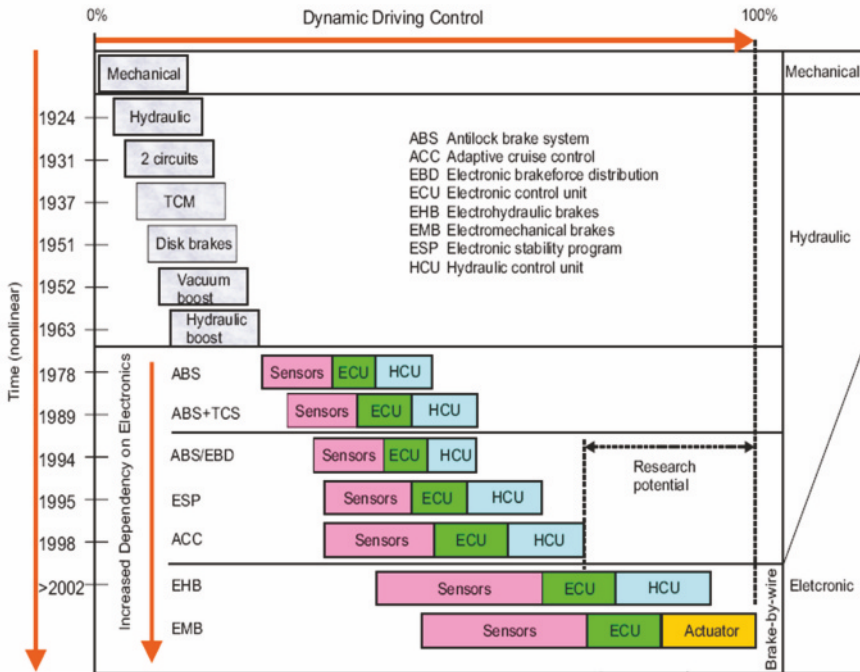 0%
Dynamic Driving Control
100%
Mechanical
Mechanical
1924
Hydraulic
1931
2 circuits
1937
TCM
1951
Disk brakes
1952
Vacuum
boost
1963
Hydraulic
boost
ABS Antilock brake system
ACC Adaptive cruise control
EBD Electronic brakeforce distribution
ECU Electronic control unit
EHB Electrohydraulic brakes
EMB Electromechanical brakes
ESP Electronic stability program
HCU Hydraulic control unit
Hydraulic
Time (nonlinear)
Increased Dependency on Electronics
1978
ABS
Sensors
ECU
HCU
1989
ABS+TCS
Sensors
ECU
HCU
1994
ABS/EBD
Sensors
ECU
HCU
Research
potential
1995
ESP
Sensors
ECU
HCU
1998
ACC
Sensors
ECU
HCU
>2002
EHB
Sensors
ECU
HCU
EMB
Sensors
ECU
Actuator
Brake-by-wire
Eletcronic